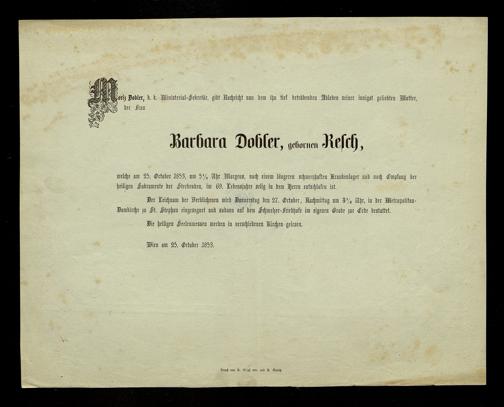 Moriz Dobler, k. k. Ministerial-Sekretär, gibt Nachricht von dem ihn tief betrübenden Ableben seiner innigst geliebten Mutter,
der Frau
Barbara Dobler, gebornen Resch,
welche am 25. October 1853, um 5½ Uhr Morgens, nach einem längeren schmerzhaften Krankenlager und nach Empfang der
heiligen Sakramente der Sterbenden, im 69. Lebensjahre selig in dem Herrn entschlafen ist.
Der Leichnam der Verblichenen wird Donnerstag den 27. October, Nachmittag um Uhr, in der Metropolitan-
Domkirche zu St. Stephan eingesegnet und sodann auf dem Schmelzer-Friedhofe im eigenen Grabe zur Erde bestattet.
Die heiligen Seelenmessen werden in verschiedenen Kirchen gelesen.
Wien am 25. October 1853.
Druck von